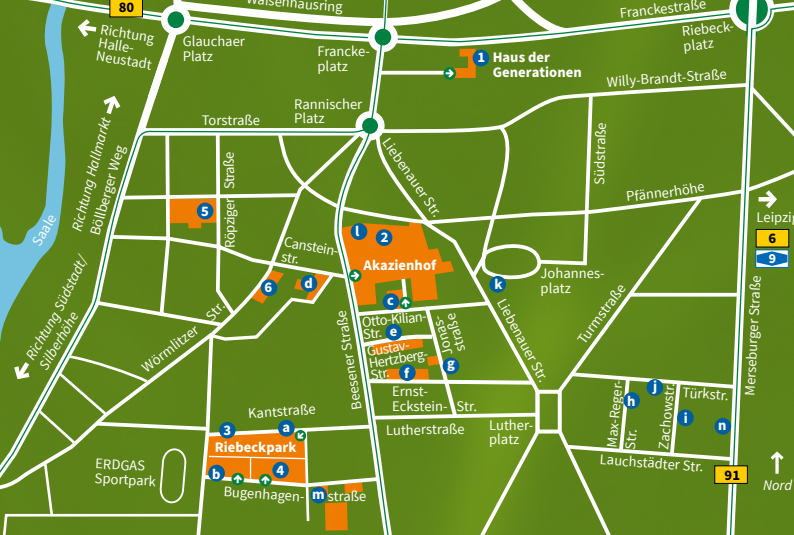 80
Waisenhausring
Franckestraße
Richtung
Halle-
Neustadt
Glauchaer
Platz
Francke-
platz
1 Haus der
Generationen
Riebeck-
platz
Willy-Brandt-Straße
Rannischer
Platz
Torstraße
Richtung Hallmarkt
Böllberger Weg
Saale
Röpziger Straße
5
Liebenauer Str.
Südstraße
Pfännerhöhe
Leipzig
6
9
l 2
Akazienhof
Canstein-
str.
6 d
c
k
Johannes-
platz
Richtung Südstadt/
Silberhöhe
Wörmlitzer Str.
Beesener Straße
Otto-Kilian-
Str. e
Gustav-
Hertzberg-
Str. f
Jonas-
straße
g
Liebenauer Str.
Turmstraße
Merseburger Straße
Ernst-
Eckstein- Str.
Max-Reger-
Str.
h
j
Zachowstr.
Türkstr.
i
n
Kantstraße
3 a
Riebeckpark
b 4
Lutherstraße
Luther-
platz
Lauchstädter Str.
91
Nord
ERDGAS
Sportpark
Bugenhagen- m straße